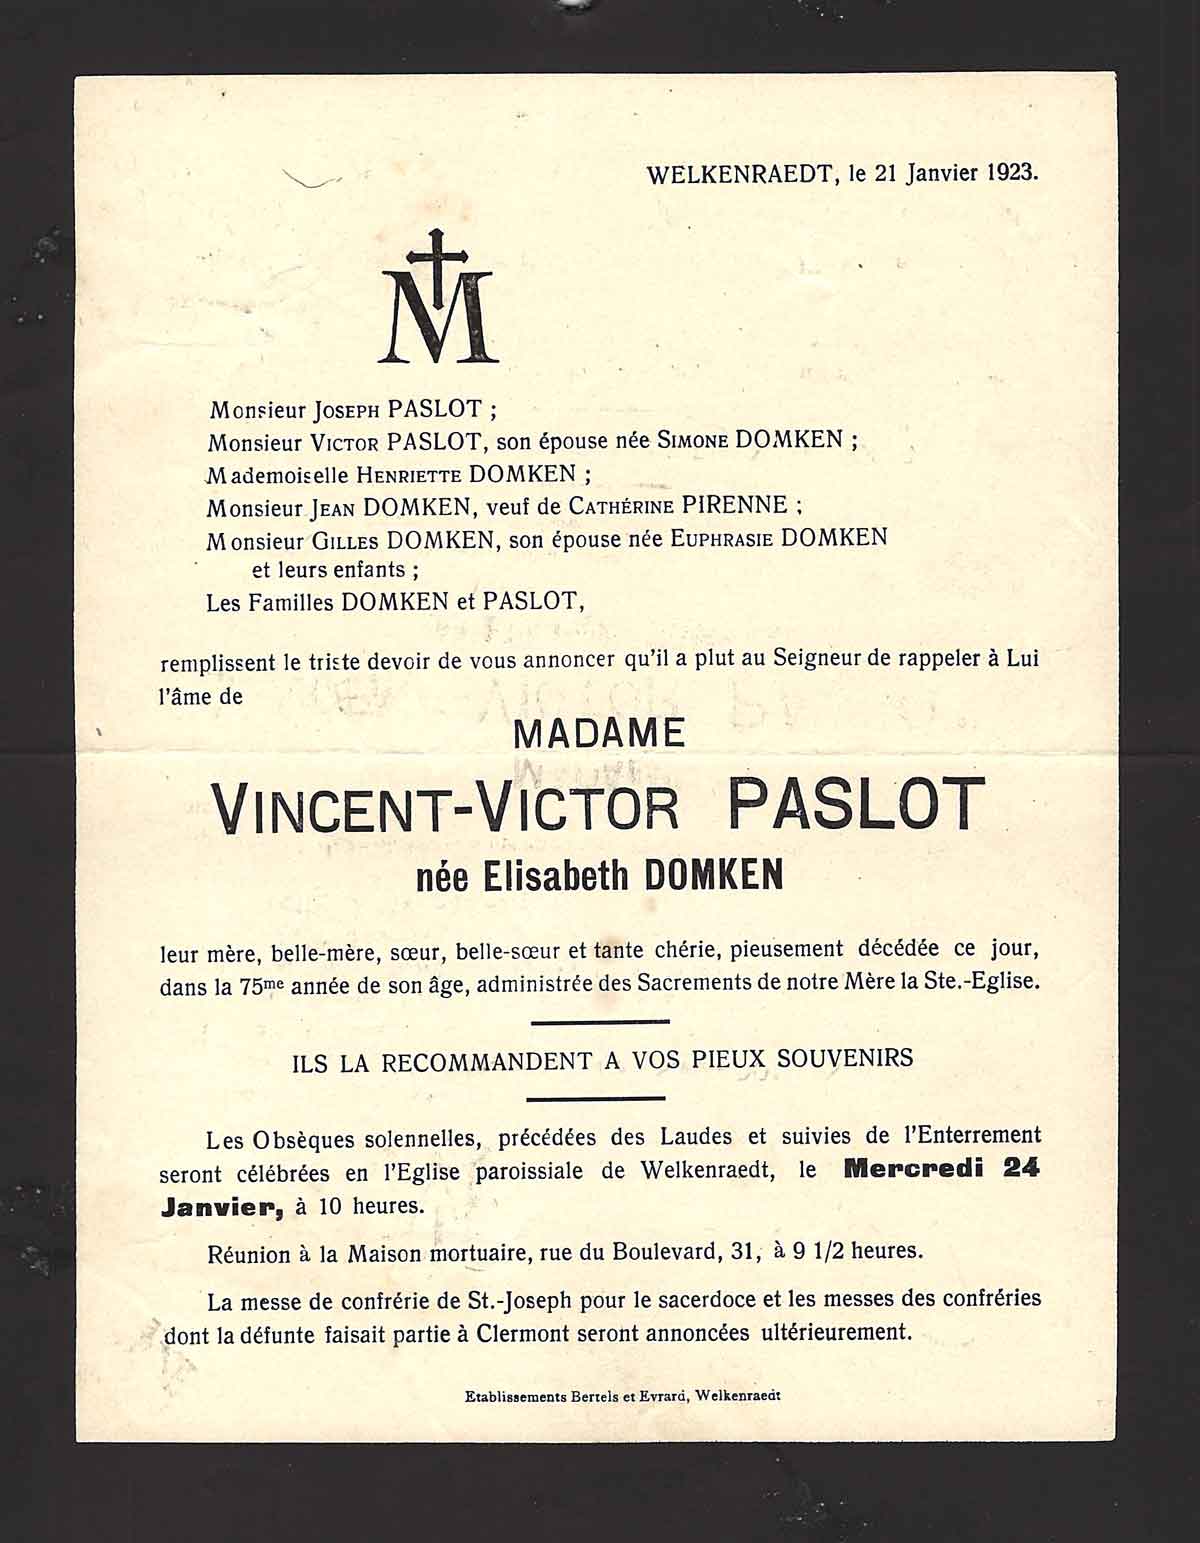 WELKENRAEDT, le 21 Janvier 1923.
M
Monsieur JOSEPH PASLOT ;
Monsieur VICTOR PASLOT, son épouse née SIMONE DOMKEN ;
Mademoiselle HENRIETTE DOMKEN ;
Monsieur JEAN DOMKEN, veuf de CATHÉRINE PIRENNE ;
Monsieur GILLES DOMKEN, son épouse née EUPHRASIE DOMKEN
et leurs enfants ;
Les Familles DOMKEN et PASLOT,
remplissent le triste devoir de vous annoncer qu'il a plut au Seigneur de rappeler à Lui
l'âme de
MADAME
VINCENT-VICTOR PASLOT
née Elisabeth DOMKEN
leur mère, belle-mère, sœur, belle-sœur et tante chérie, pieusement décédée ce jour,
dans la 75me année de son âge, administrée des Sacrements de notre Mère la Ste.-Eglise.
ILS LA RECOMMANDENT A VOS PIEUX SOUVENIRS
Les Obsèques solennelles, précédées des Laudes et suivies de l'Enterrement
seront célébrées en l'Eglise paroissiale de Welkenraedt, le Mercredi 24
Janvier, à 10 heures.
Réunion à la Maison mortuaire, rue du Boulevard, 31, à 9 1/2 heures.
La messe de confrérie de St.-Joseph pour le sacerdoce et les messes des confréries
dont la défunte faisait partie à Clermont seront annoncées ultérieurement.
Etablissements Bertels et Evrard, Welkenraedt